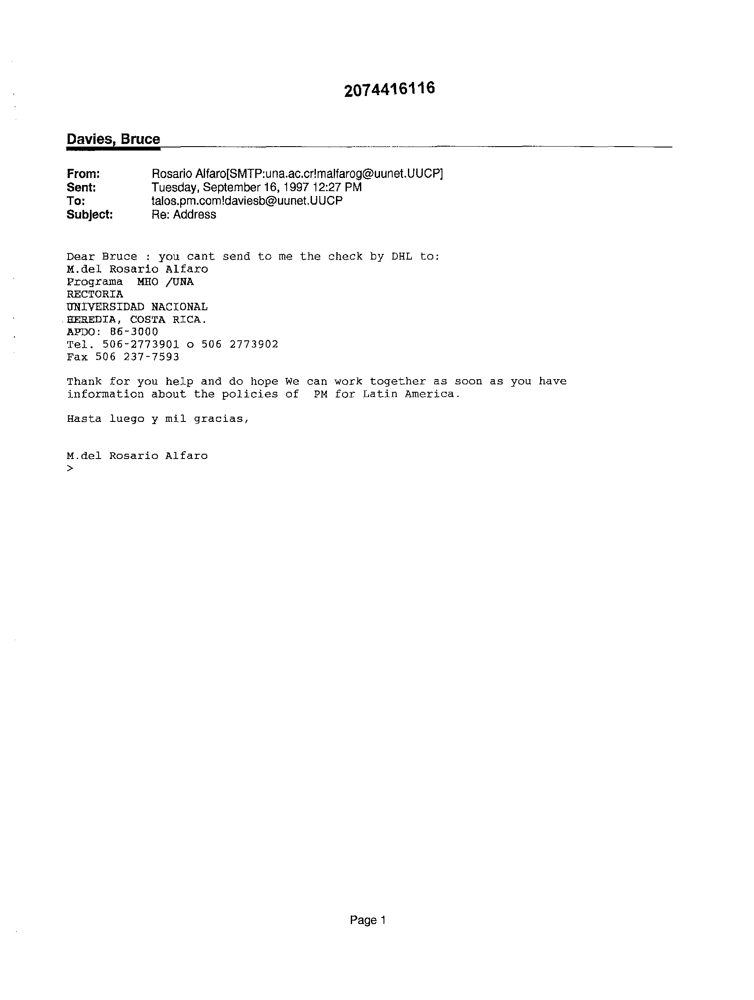 2074416116
Davies, Bruce
From: Rosario Alfaro[SMTP:una.ac.cr!malfarog@uunet.UUCP]
Sent: Tuesday, September 16, 1997 12:27 PM
To: talos.pm.com!daviesb@uunet.UUCP
Subject: Re: Address
Dear Bruce : you cant send to me the check by DHL to:
M.del Rosario Alfaro
Programa MHO /UNA
RECTORIA
UNIVERSIDAD NACIONAL
HEREDIA, COSTA RICA.
APDO: 86-3000
Tel. 506-2773901 o 506 2773902
Fax 506 237-7593
Thank for you help and do hope We can work together as soon as you have
information about the policies of PM for Latin America.
Hasta luego y mil gracias,
M.del Rosario Alfaro
>
Page 1